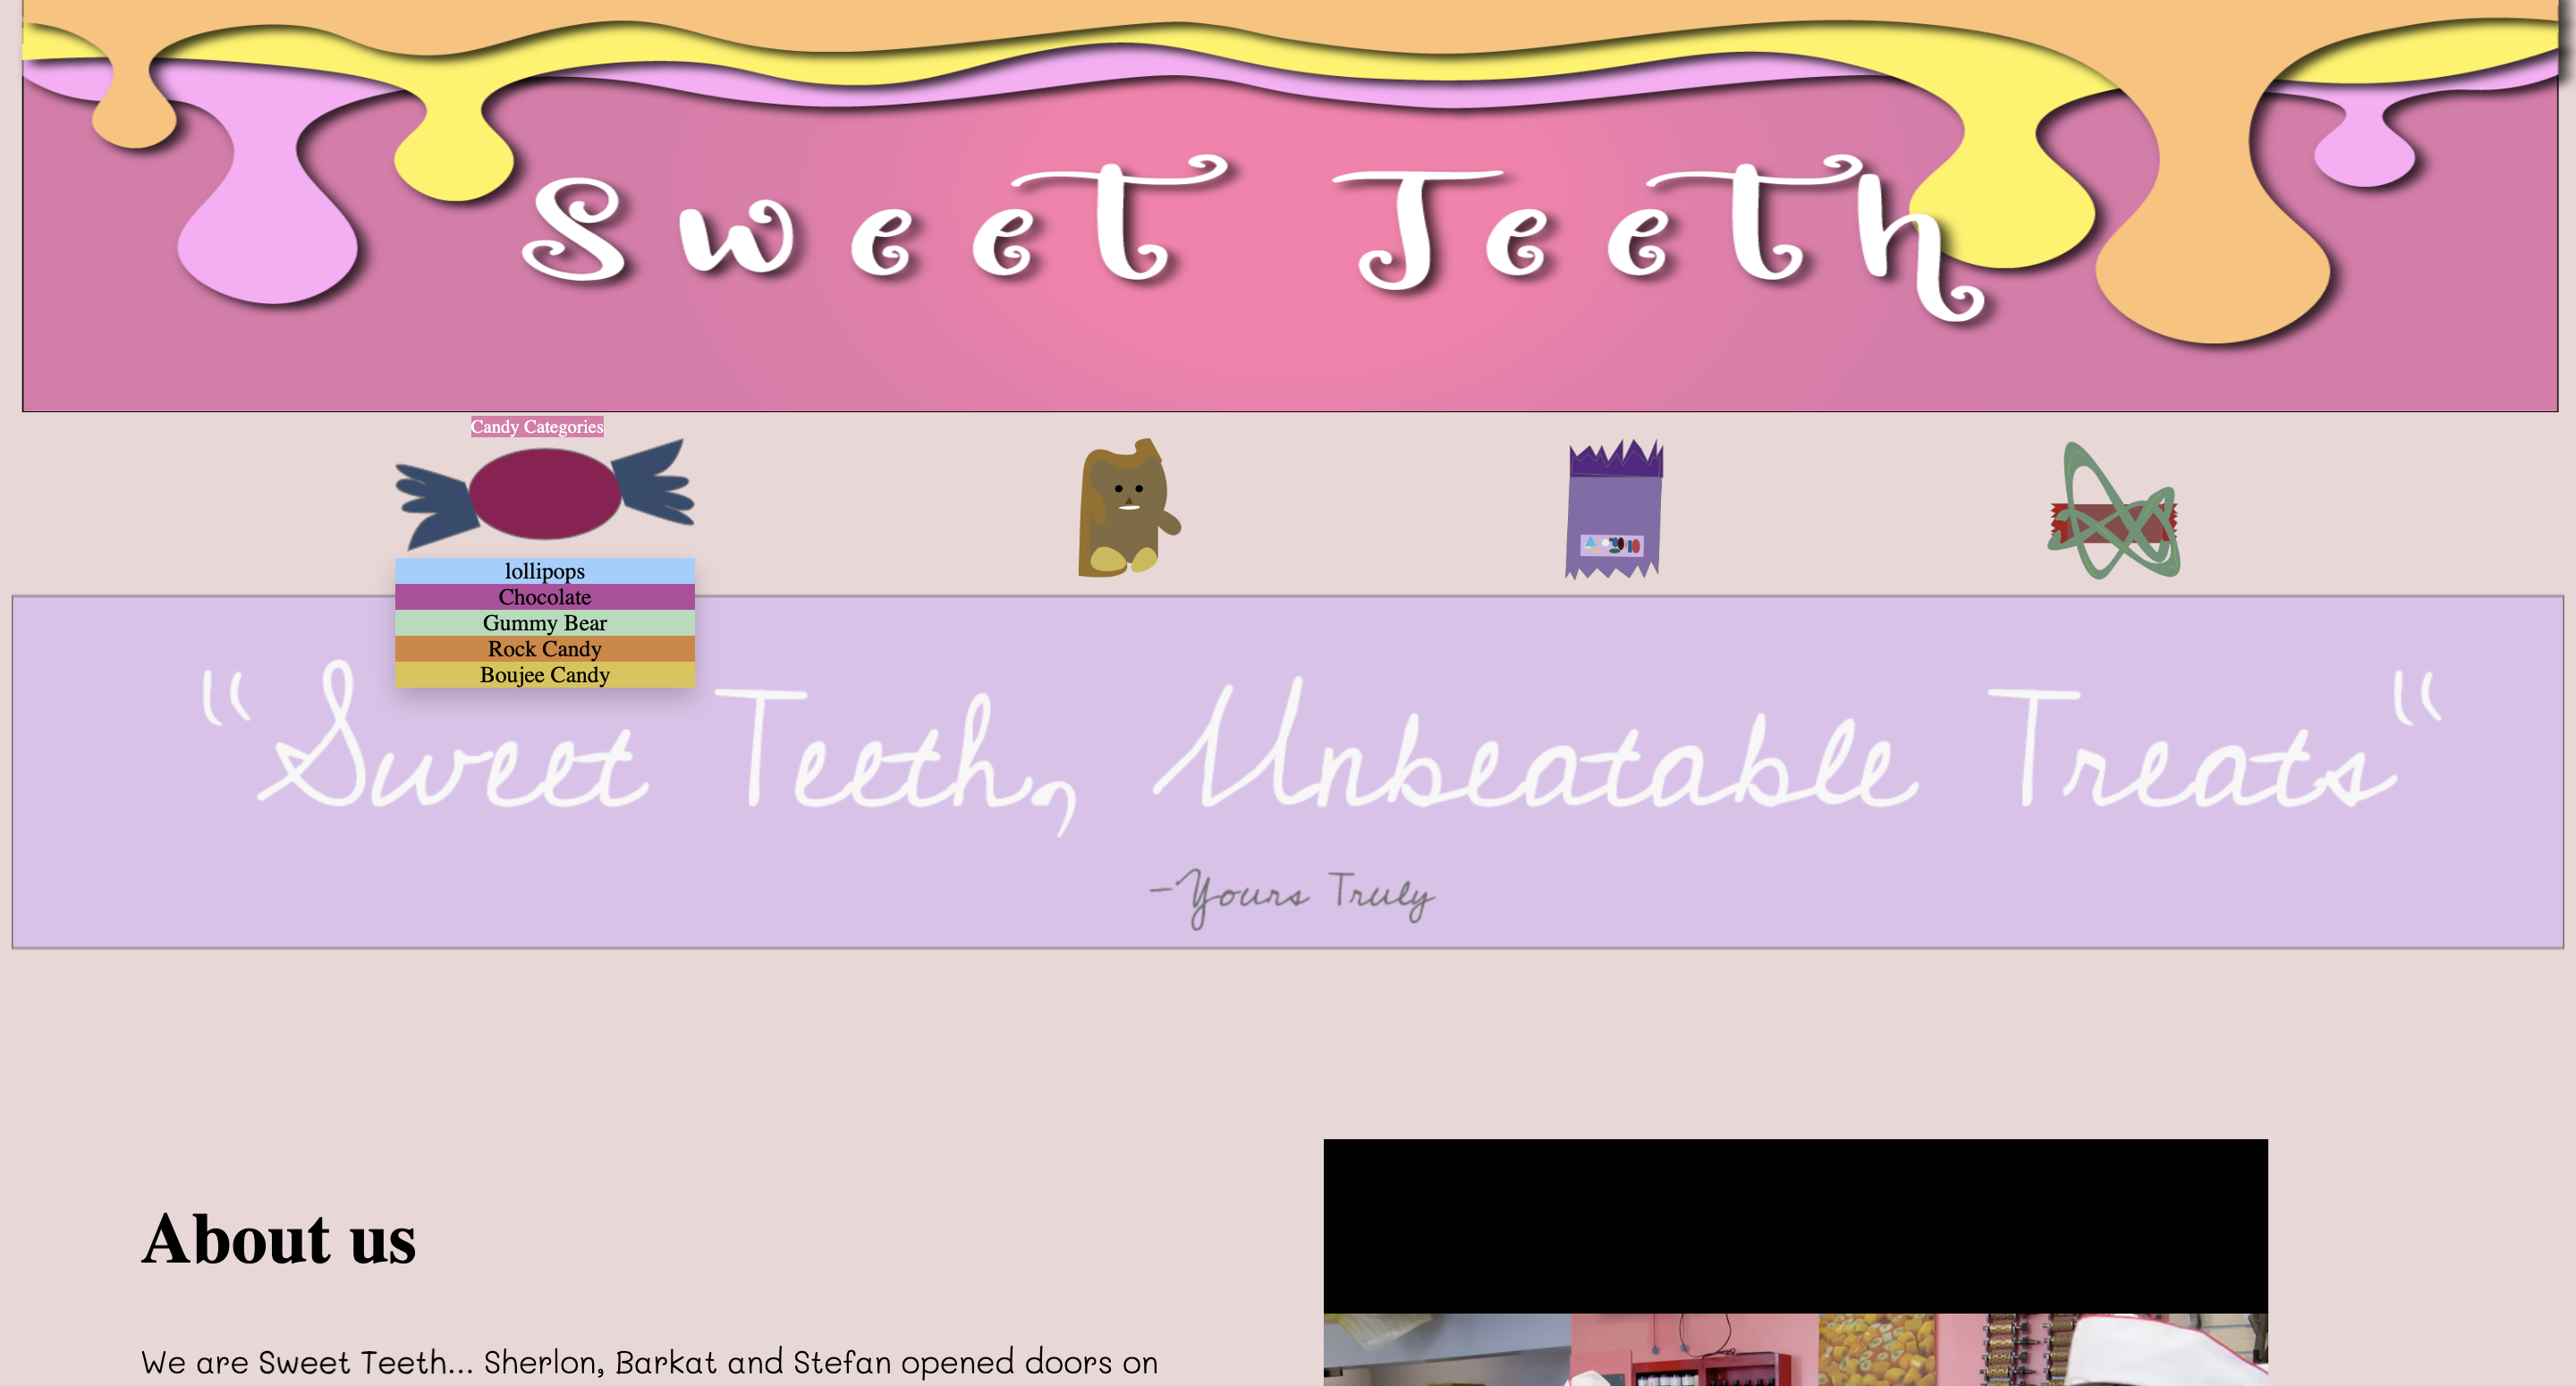 Sweet Teeth
Candy Categories
lollipops
Chocolate
Gummy Bear
Rock Candy
Boujee Candy
“Sweet Teeth, Unbeatable Treats“
-Yours Truly
About us
We are Sweet Teeth... Sherlon, Barkat and Stefan opened doors on